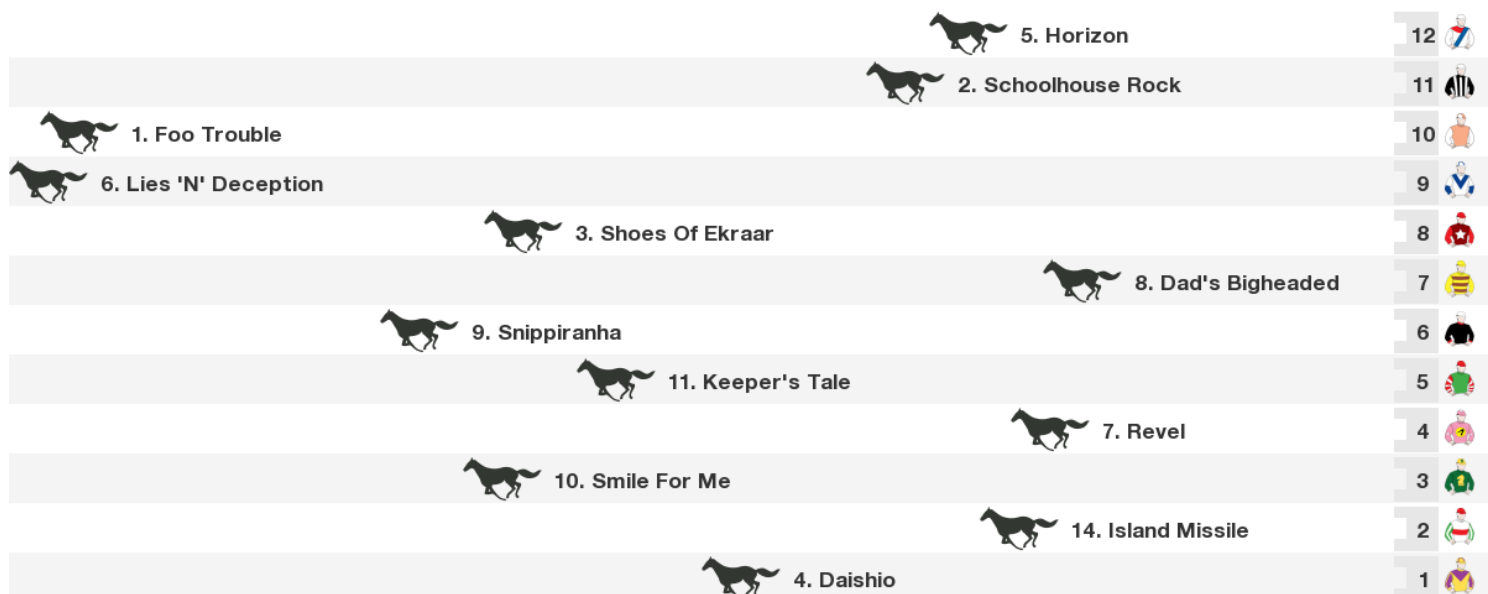 5. Horizon 12
2. Schoolhouse Rock 11
1. Foo Trouble 10
6. Lies 'N' Deception 9
3. Shoes Of Ekraar 8
8. Dad's Bigheaded 7
9. Snippiranha 6
11. Keeper's Tale 5
7. Revel 4
10. Smile For Me 3
14. Island Missile 2
4. Daishio 1